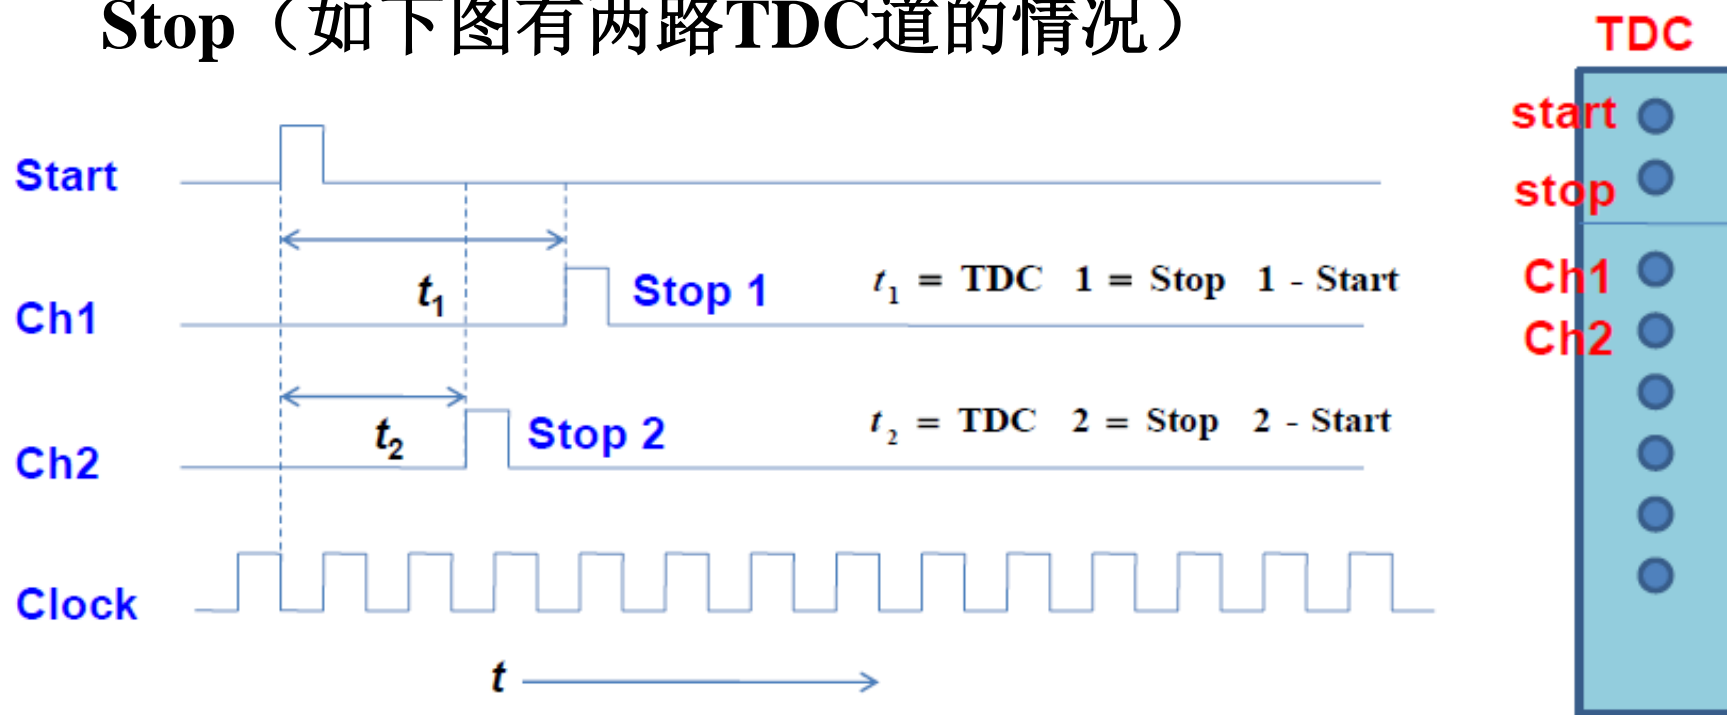 Stop（如下图有两路TDC道的情况）
TDC
start
stop
Ch1
Ch2
Start
t1
Stop 1
t1 = TDC 1 = Stop 1 - Start
Ch1
t2
Stop 2
t2 = TDC 2 = Stop 2 - Start
Ch2
Clock
t